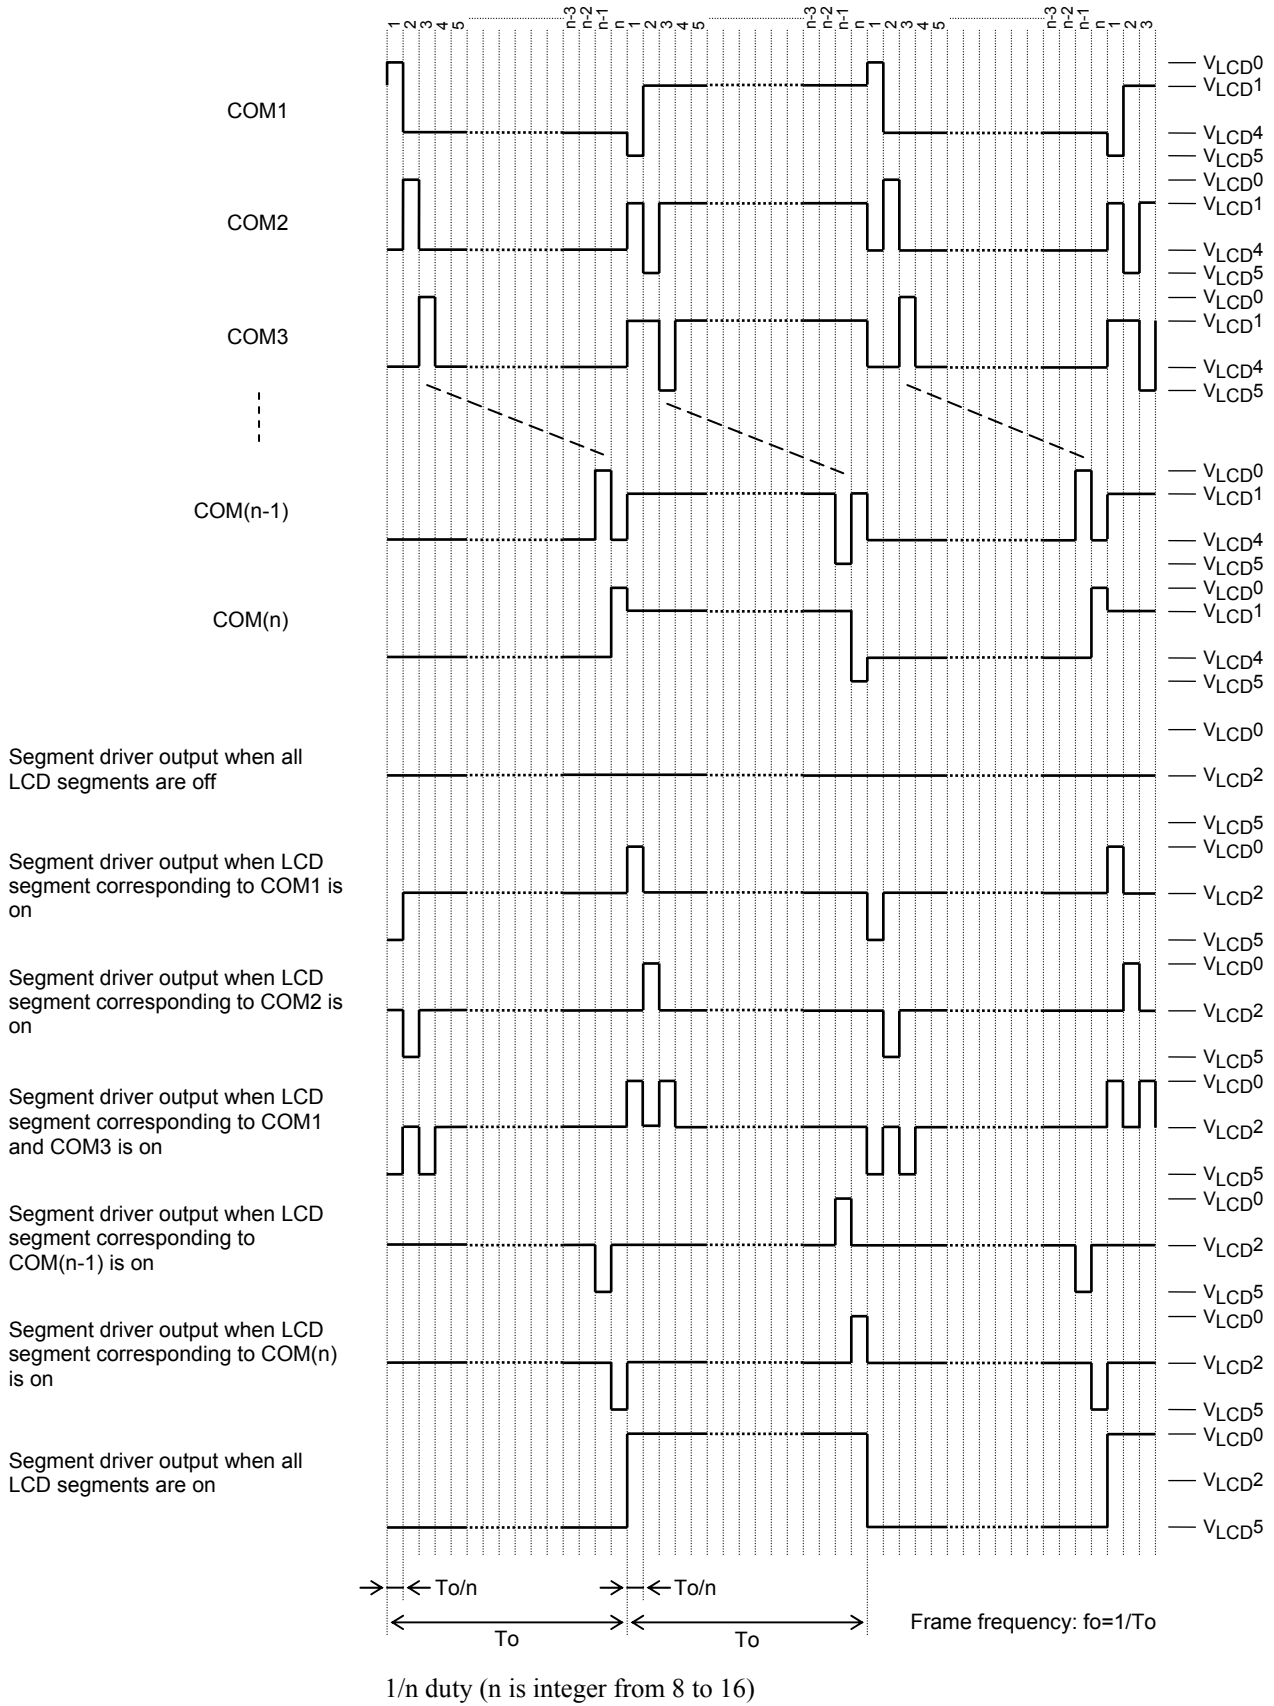 1 2 3 4 5 n-3 n-2 n-1 n 1 2 3 4 5 n-3 n-2 n-1 n 1 2 3 4 5 n-3 n-2 n-1 n 1 2 3
COM1
VLCD0
VLCD1
VLCD4
VLCD5
COM2
VLCD0
VLCD1
VLCD4
VLCD5
COM3
VLCD0
VLCD1
VLCD4
VLCD5
COM(n-1)
VLCD0
VLCD1
VLCD4
VLCD5
COM(n)
VLCD0
VLCD1
VLCD4
VLCD5
Segment driver output when all
LCD segments are off
VLCD0
VLCD2
VLCD5
Segment driver output when LCD
segment corresponding to COM1 is
on
VLCD0
VLCD2
VLCD5
Segment driver output when LCD
segment corresponding to COM2 is
on
VLCD0
VLCD2
VLCD5
Segment driver output when LCD
segment corresponding to COM1
and COM3 is on
VLCD0
VLCD2
VLCD5
Segment driver output when LCD
segment corresponding to
COM(n-1) is on
VLCD0
VLCD2
VLCD5
Segment driver output when LCD
segment corresponding to COM(n)
is on
VLCD0
VLCD2
VLCD5
Segment driver output when all
LCD segments are on
VLCD0
VLCD2
VLCD5
To/n To/n
To To
Frame frequency: fo=1/To
1/n duty (n is integer from 8 to 16)